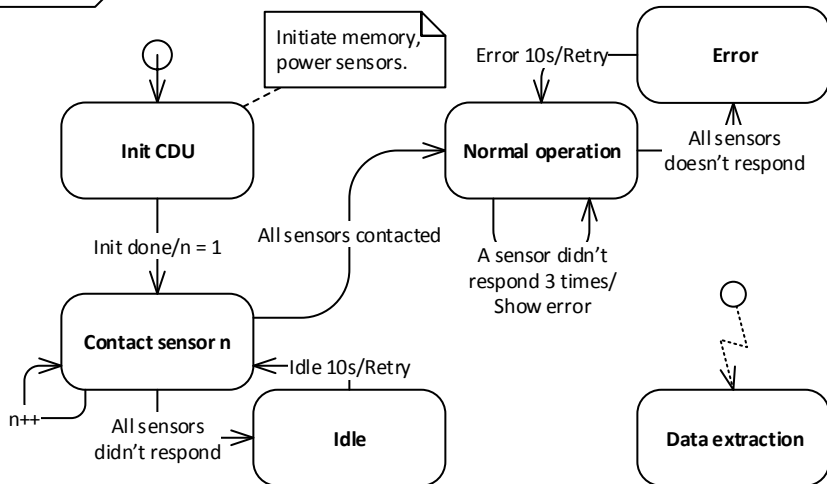 Initiate memory,
power sensors.
Error 10s/Retry
Error
Init CDU
Normal operation
All sensors
doesn't respond
Init done/n = 1
All sensors contacted
A sensor didn't
respond 3 times/
Show error
Contact sensor n
Idle 10s/Retry
n++
All sensors
didn't respond
Idle
Data extraction